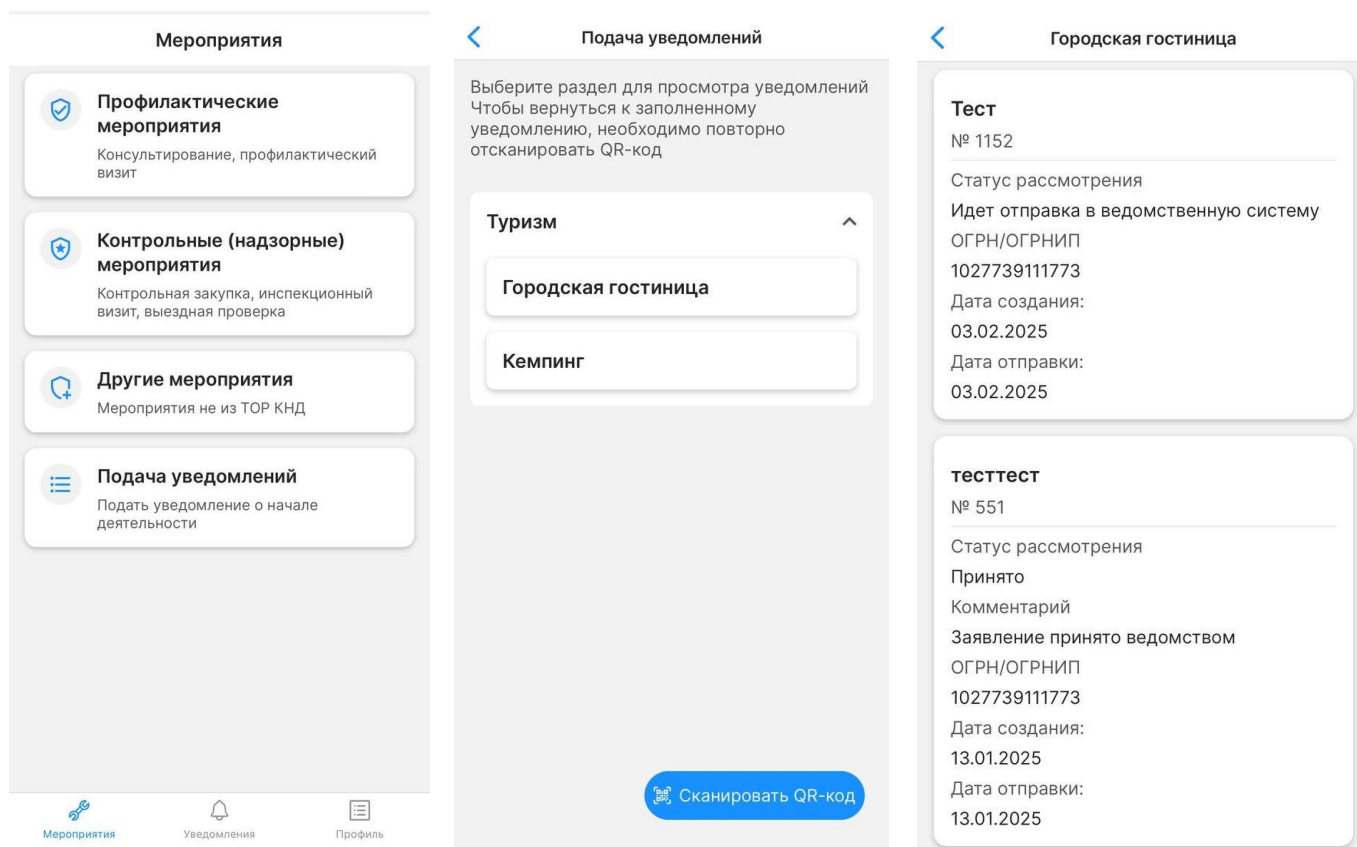 Мероприятия
Профилактические
мероприятия
Консультирование, профилактический
визит
Контрольные (надзорные)
мероприятия
Контрольная закупка, инспекционный
визит, выездная проверка
Другие мероприятия
Мероприятия не из ТОР КНД
Подача уведомлений
Подать уведомление о начале
деятельности
Мероприятия
Уведомления
Профиль
Подача уведомлений
Выберите раздел для просмотра уведомлений
Чтобы вернуться к заполненному
уведомлению, необходимо повторно
отсканировать QR-код
Туризм
Городская гостиница
Кемпинг
Сканировать QR-код
Городская гостиница
Тест
№ 1152
Статус рассмотрения
Идет отправка в ведомственную систему
ОГРН/ОГРНИП
1027739111773
Дата создания:
03.02.2025
Дата отправки:
03.02.2025
тесттест
№ 551
Статус рассмотрения
Принято
Комментарий
Заявление принято ведомством
ОГРН/ОГРНИП
1027739111773
Дата создания:
13.01.2025
Дата отправки:
13.01.2025